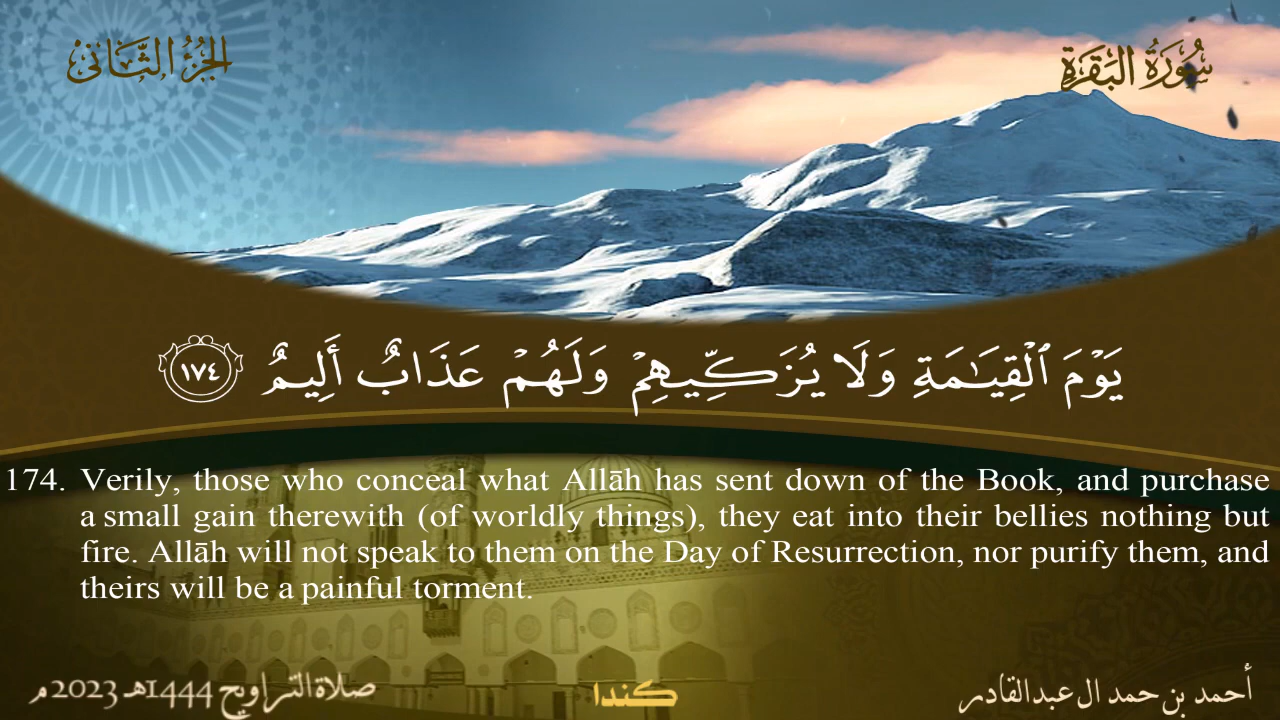 سُورَةُ البَقَرَةِ
الجُزْءُ الثَّانِي
يَوْمَ ٱلْقِيَـٰمَةِ وَلَا يُزَكِّيهِمْ وَلَهُمْ عَذَابٌ أَلِيمٌ ١٧٤
174. Verily, those who conceal what Allāh has sent down of the Book, and purchase
a small gain therewith (of worldly things), they eat into their bellies nothing but
fire. Allāh will not speak to them on the Day of Resurrection, nor purify them, and
theirs will be a painful torment.
أحمد بن حمد ال عبدالقادر
كندا
صلاة التراويح 1444هـ 2023م